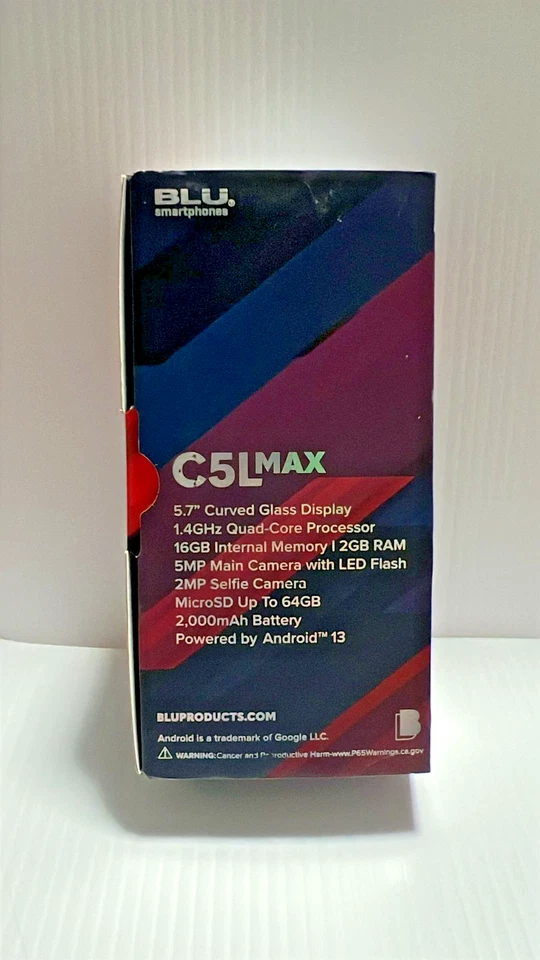 BLU®
smartphones
C5LMAX
5.7” Curved Glass Display
1.4GHz Quad-Core Processor
16GB Internal Memory | 2GB RAM
5MP Main Camera with LED Flash
2MP Selfie Camera
MicroSD Up To 64GB
2,000mAh Battery
Powered by Android™ 13
BLUPRODUCTS.COM
Android is a trademark of Google LLC.
WARNING: Cancer and Harm-www.P65Warnings.ca.gov